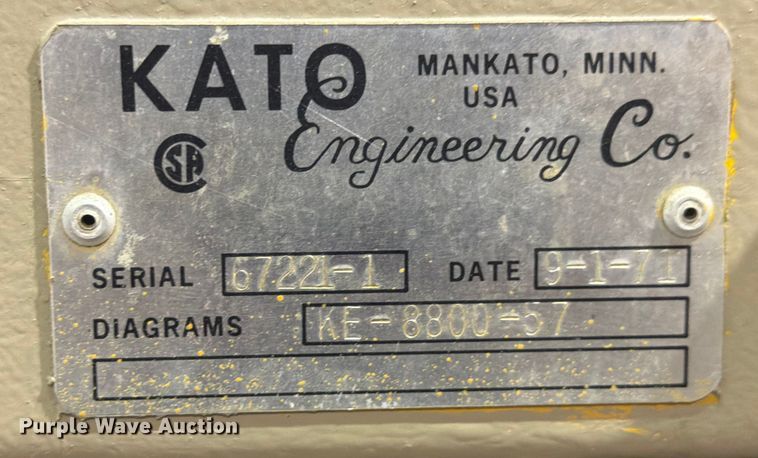 KATO
MANKATO, MINN.
USA
Engineering Co.
CSA
SERIAL 67221-1 DATE 9-1-71
DIAGRAMS KE-8800-57
Purple Wave Auction